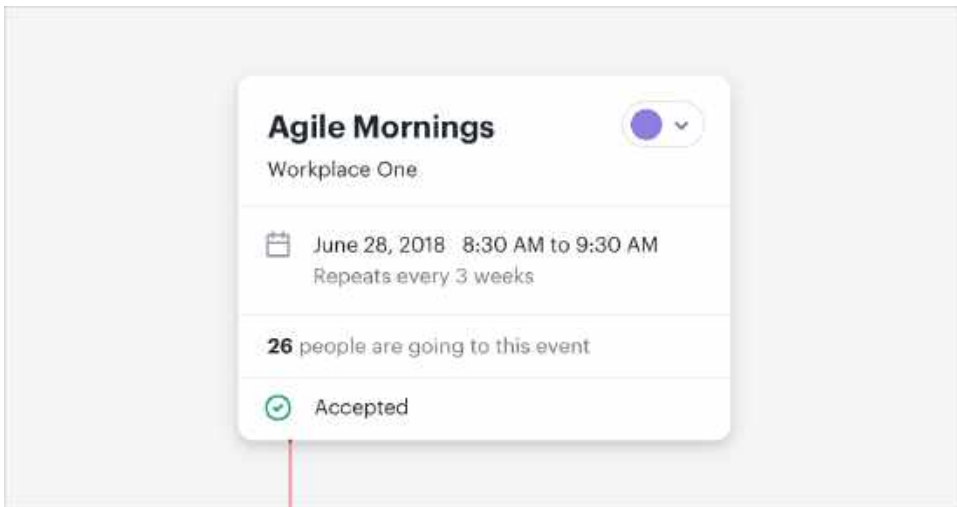 Agile Mornings
Workplace One
June 28, 2018 8:30 AM to 9:30 AM
Repeats every 3 weeks
26 people are going to this event
Accepted